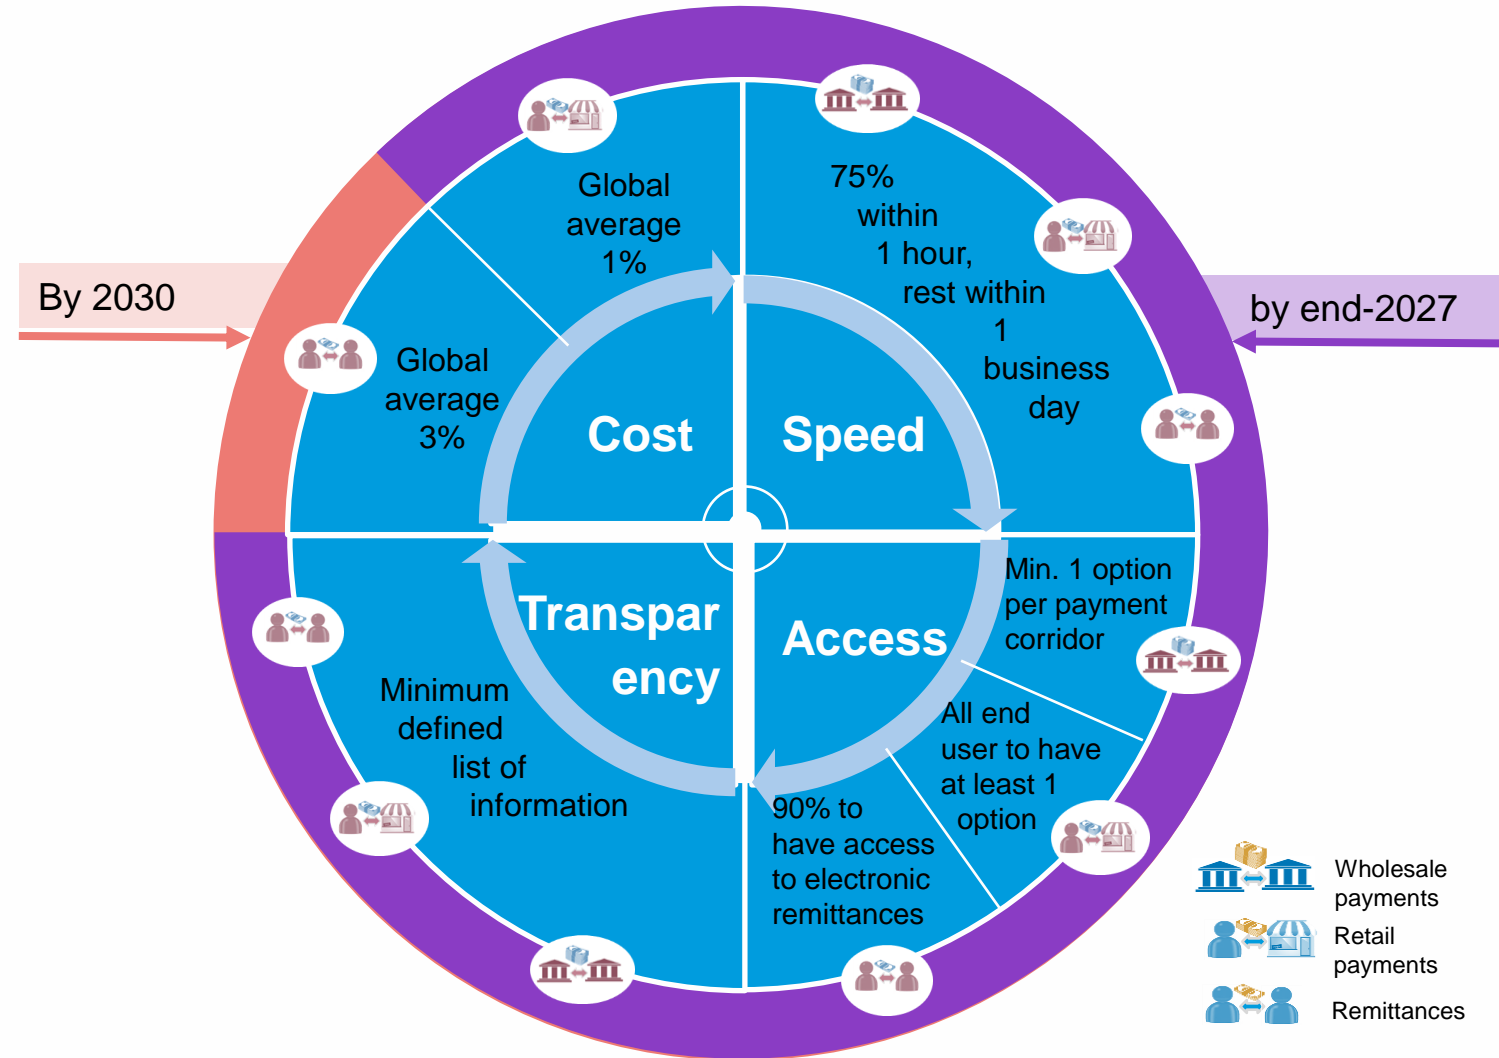 By 2030
by end-2027
Global
average
1%
Global
average
3%
Cost
75%
within
1 hour,
rest within
1
business
day
Speed
Transpar
ency
Minimum
defined
list of
information
Access
Min. 1 option
per payment
corridor
All end
user to have
at least 1
option
90% to
have access
to electronic
remittances
Wholesale
payments
Retail
payments
Remittances